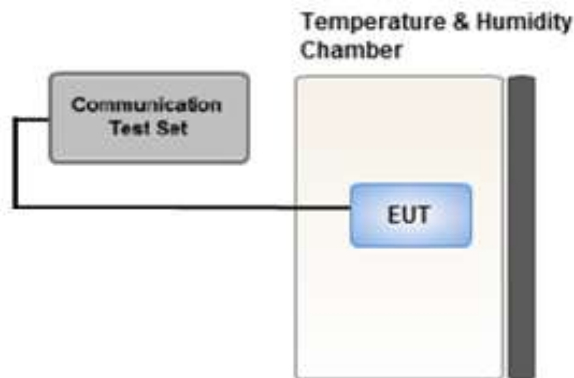 Temperature & Humidity
Chamber
Communication
Test Set
EUT